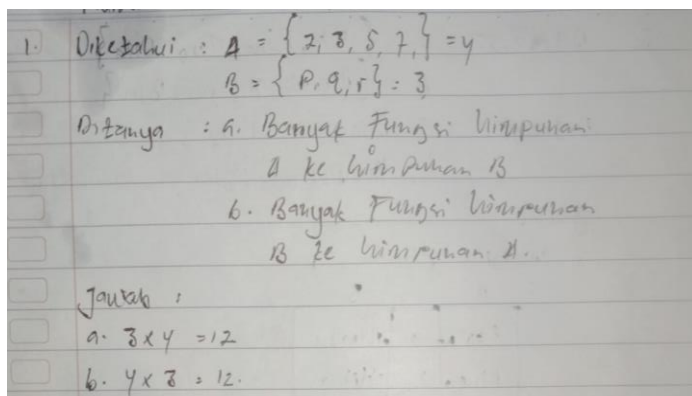 1. Diketahui : A = { 2, 3, 5, 7, } = 4
B = { P, q, r } = 3
Ditanya : a. Banyak Fungsi himpunan
A ke himpunan B
b. Banyak Fungsi himpunan
B ke himpunan A.
Jawab :
a. 3 x 4 = 12
b. 4 x 3 = 12.